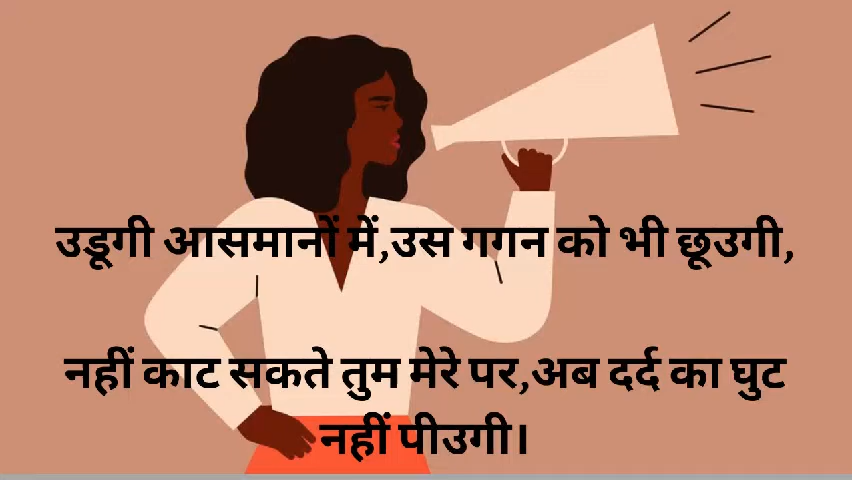 उडूगी आसमानों में,उस गगन को भी छूउगी,
नहीं काट सकते तुम मेरे पर,अब दर्द का घुट
नहीं पीउगी।